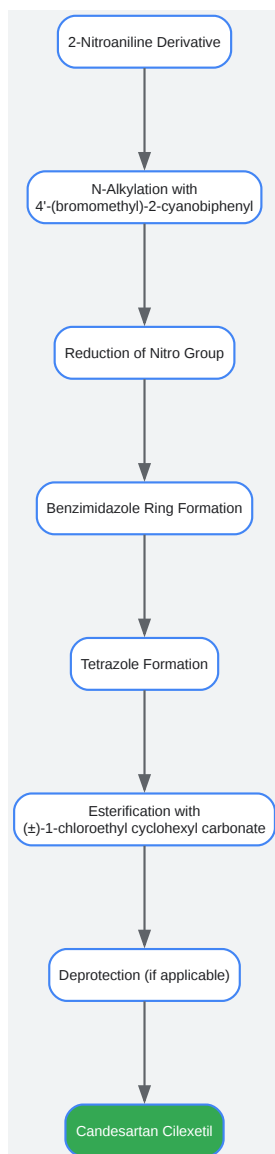 2-Nitroaniline Derivative
N-Alkylation with
4'-(bromomethyl)-2-cyanobiphenyl
Reduction of Nitro Group
Benzimidazole Ring Formation
Tetrazole Formation
Esterification with
(±)-1-chloroethyl cyclohexyl carbonate
Deprotection (if applicable)
Candesartan Cilexetil